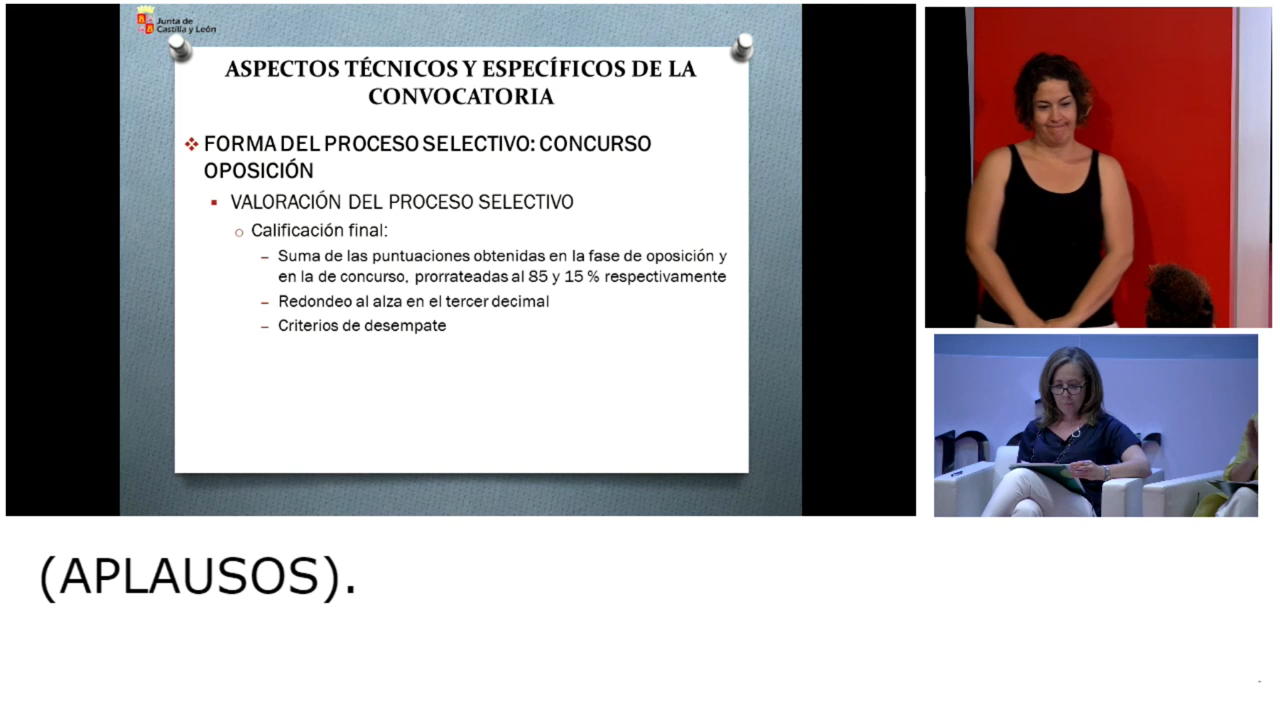 Junta de
Castilla y León
ASPECTOS TÉCNICOS Y ESPECÍFICOS DE LA
CONVOCATORIA
FORMA DEL PROCESO SELECTIVO: CONCURSO
OPOSICIÓN
VALORACIÓN DEL PROCESO SELECTIVO
Calificación final:
– Suma de las puntuaciones obtenidas en la fase de oposición y
en la de concurso, prorrateadas al 85 y 15 % respectivamente
– Redondeo al alza en el tercer decimal
– Criterios de desempate
(APLAUSOS).